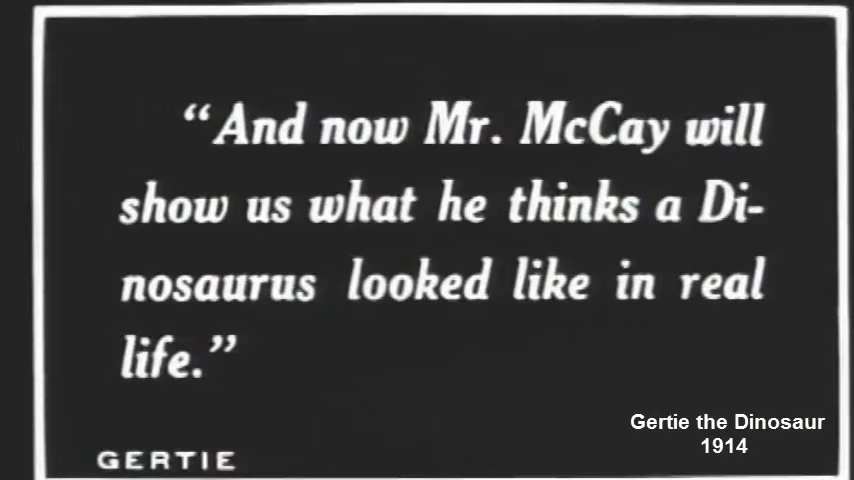 “And now Mr. McCay will
show us what he thinks a Di-
nosaurus looked like in real
life.”
GERTIE
Gertie the Dinosaur
1914